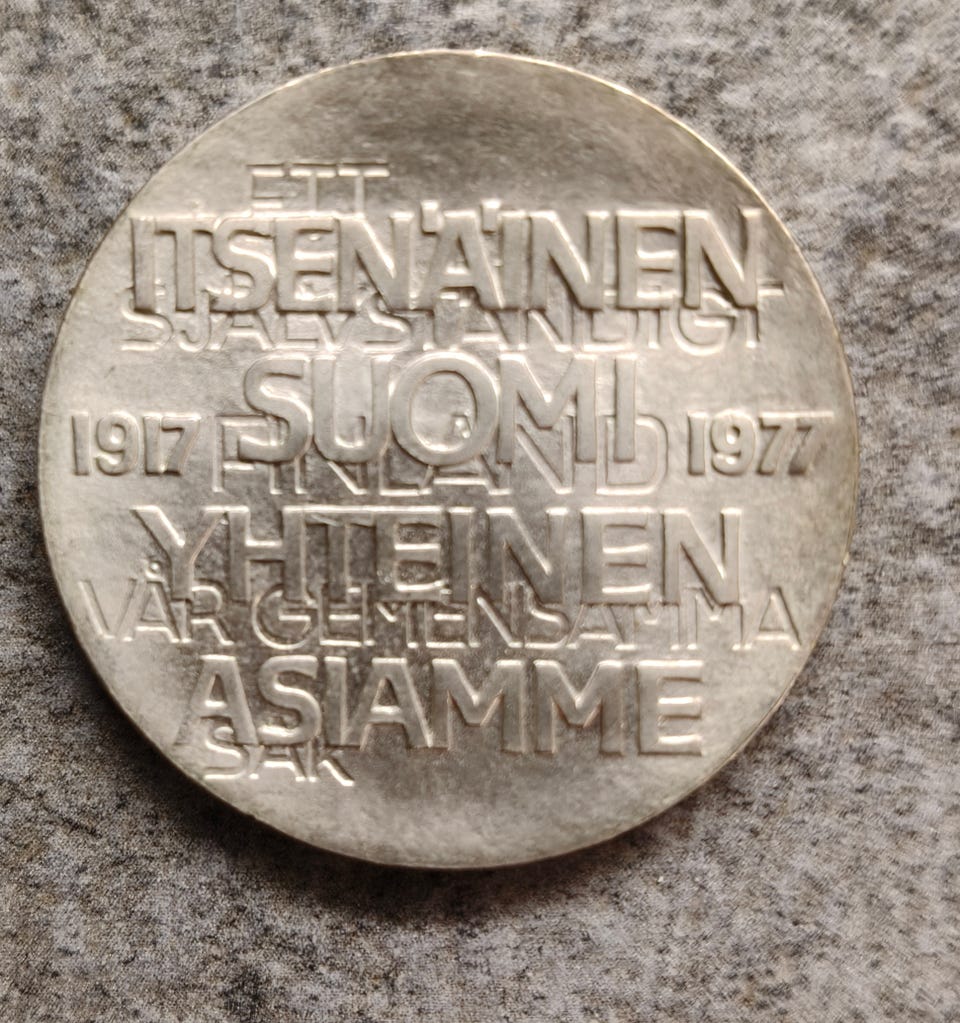 ETT
ITSENÄINEN
SJÄLVSTÄNDIGT
SUOMI
1917 FINLAND 1977
YHTEINEN
VÅR GEMENSAMMA
ASIAMME
SAK